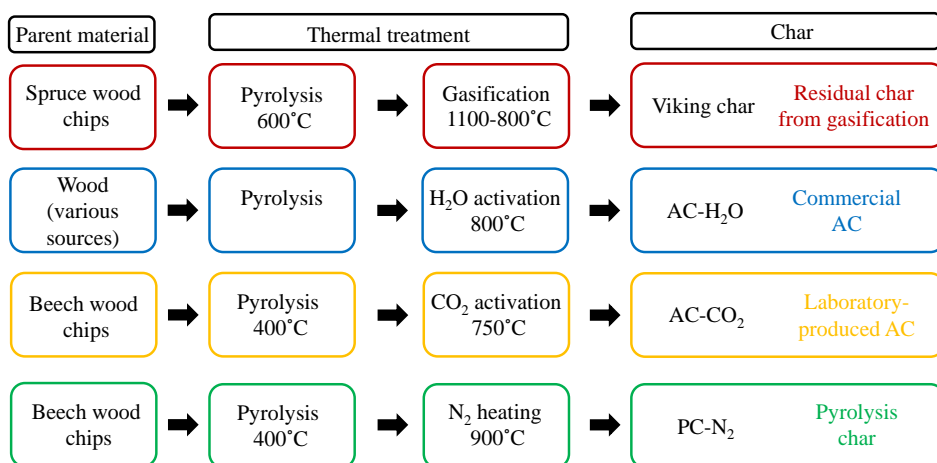 Parent material
Thermal treatment
Char
Spruce wood
chips
Pyrolysis
600˚C
Gasification
1100-800˚C
Viking char
Residual char
from gasification
Wood
(various
sources)
Pyrolysis
H₂O activation
800˚C
AC-H₂O
Commercial
AC
Beech wood
chips
Pyrolysis
400˚C
CO₂ activation
750˚C
AC-CO₂
Laboratory-
produced AC
Beech wood
chips
Pyrolysis
400˚C
N₂ heating
900˚C
PC-N₂
Pyrolysis
char